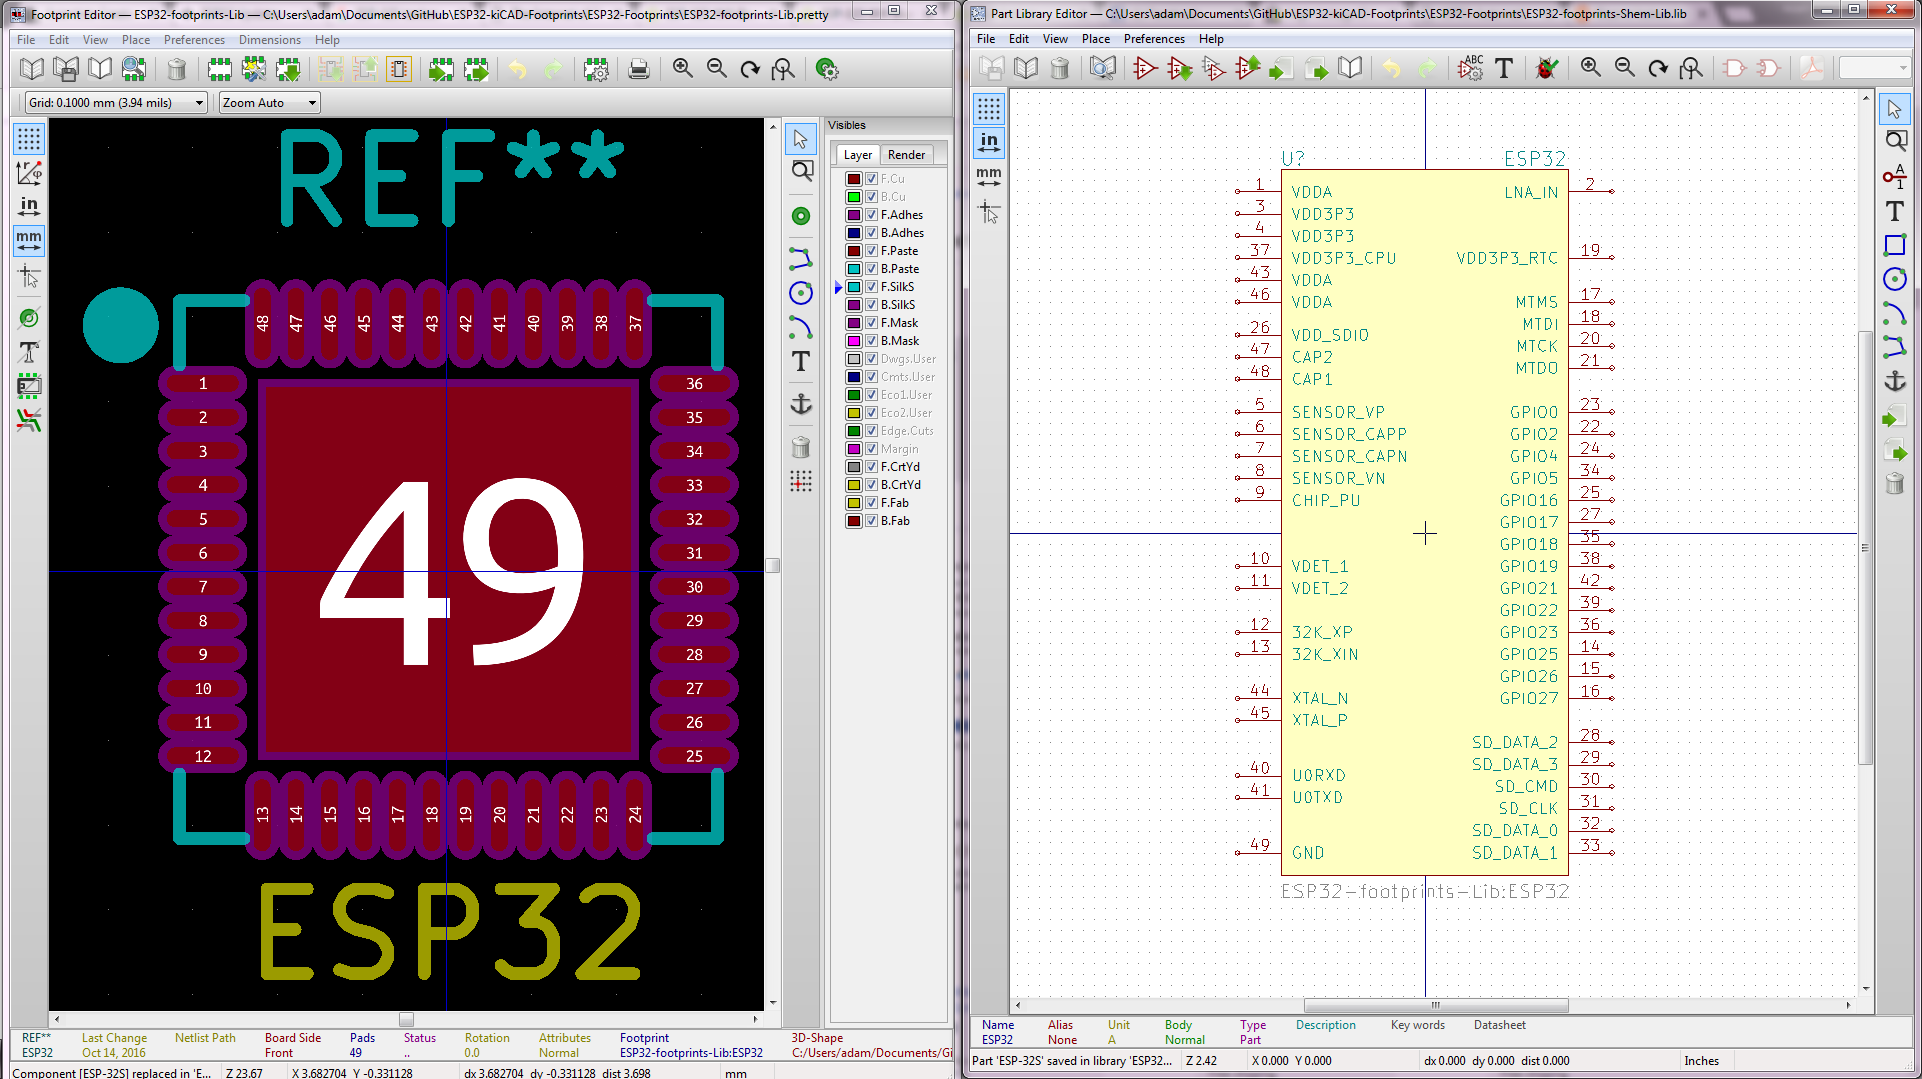 Footprint Editor — ESP32-footprints-Lib — C:\Users\adam\Documents\GitHub\ESP32-kiCAD-Footprints\ESP32-Footprints\ESP32-footprints-Lib.pretty
File Edit View Place Preferences Dimensions Help
Grid: 0.1000 mm (3.94 mils)
Zoom Auto
in
mm
REF**
48 47 46 45 44 43 42 41 40 39 38 37
1 36
2 35
3 34
4 33
5 32
6 31
7 30
8 29
9 28
10 27
11 26
12 25
49
13 14 15 16 17 18 19 20 21 22 23 24
ESP32
Visibles
Layer Render
F.Cu
B.Cu
F.Adhes
B.Adhes
F.Paste
B.Paste
F.SilkS
B.SilkS
F.Mask
B.Mask
Dwgs.User
Cmts.User
Eco1.User
Eco2.User
Edge.Cuts
Margin
F.CrtYd
B.CrtYd
F.Fab
B.Fab
REF** Last Change Netlist Path Board Side Pads Status Rotation Attributes Footprint 3D-Shape
ESP32 Oct 14, 2016 Front 49 .. 0.0 Normal ESP32-footprints-Lib:ESP32 C:/Users/adam/Documents/Gi
Component [ESP-32S] replaced in 'E... Z 23.67 X 3.682704 Y -0.331128 dx 3.682704 dy -0.331128 dist 3.698 mm
Part Library Editor — C:\Users\adam\Documents\GitHub\ESP32-kiCAD-Footprints\ESP32-Footprints\ESP32-footprints-Shem-Lib.lib
File Edit View Place Preferences Help
in
mm
U? ESP32
1 VDDA LNA_IN 2
3 VDD3P3
4 VDD3P3
37 VDD3P3_CPU VDD3P3_RTC 19
43 VDDA
46 VDDA MTMS 17
MTDI 18
26 VDD_SDIO
MTCK 20
47 CAP2
MTDO 21
48 CAP1
5 SENSOR_VP GPIO0 23
6 SENSOR_CAPP GPIO2 22
7 SENSOR_CAPN GPIO4 24
8 SENSOR_VN GPIO5 34
9 CHIP_PU GPIO16 25
GPIO17 27
GPIO18 35
10 VDET_1 GPIO19 38
11 VDET_2 GPIO21 42
GPIO22 39
12 32K_XP GPIO23 36
13 32K_XIN GPIO25 14
GPIO26 15
44 XTAL_N GPIO27 16
45 XTAL_P
SD_DATA_2 28
SD_DATA_3 29
40 U0RXD
SD_CMD 30
41 U0TXD
SD_CLK 31
SD_DATA_0 32
49 GND SD_DATA_1 33
ESP32-footprints-Lib:ESP32
Name Alias Unit Body Type Description Key words Datasheet
ESP32 None A Normal Part
Part 'ESP-32S' saved in library 'ESP32... Z 2.42 X 0.000 Y 0.000 dx 0.000 dy 0.000 dist 0.000 Inches